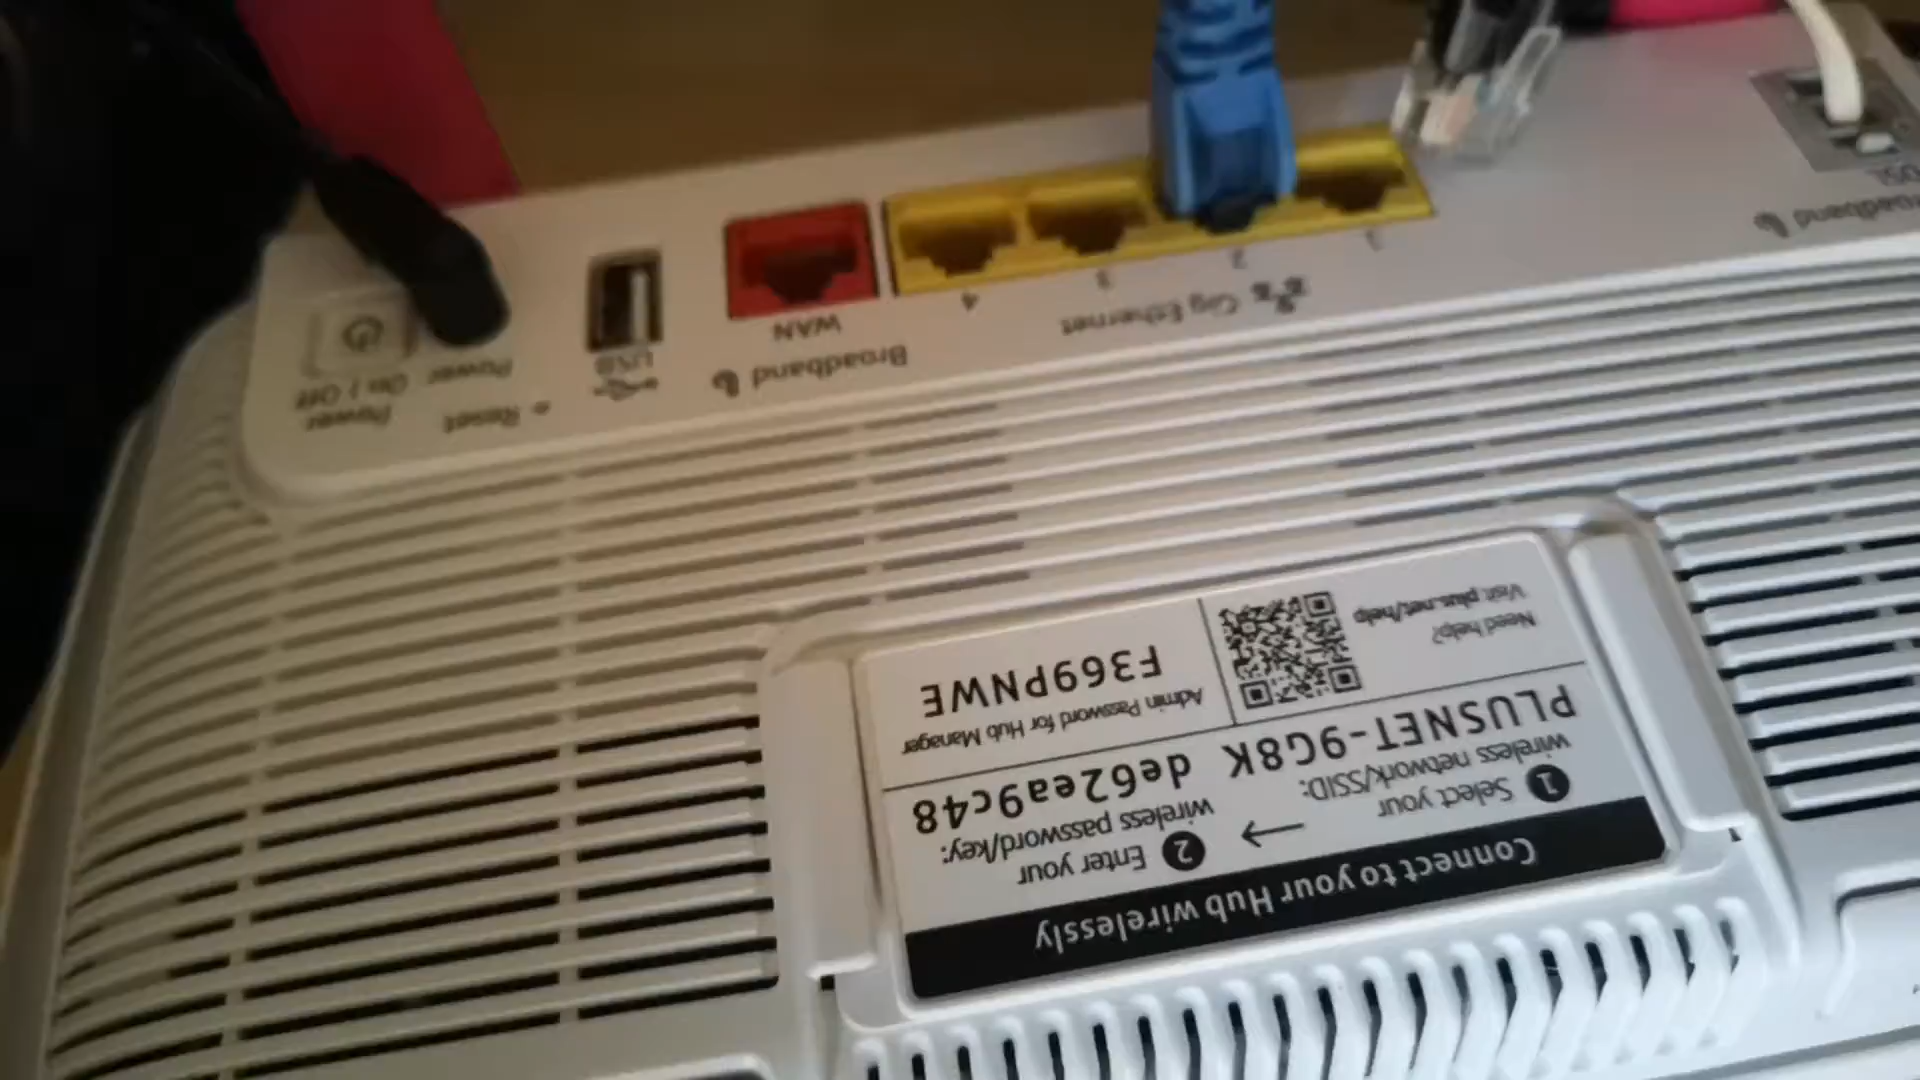 Connect to your Hub wirelessly
1 Select your
wireless network/SSID:
PLUSNET-9G8K
→
2 Enter your
wireless password/key:
de62ea9c48
Need help?
Visit plus.net/help
Admin Password for Hub Manager
F369PNWE
Broadband
DSL
Gig Ethernet
1
2
3
4
Broadband
WAN
USB
Reset
Power
Power
On / Off